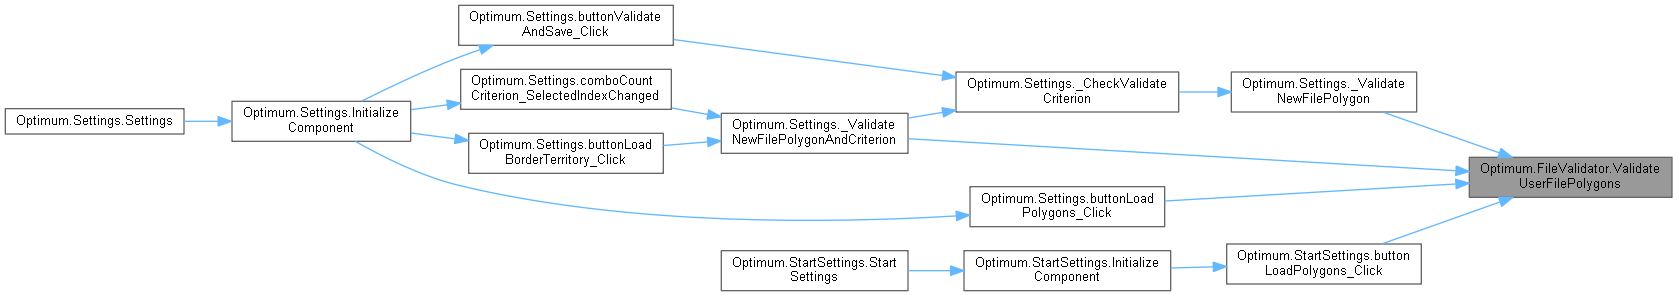 Optimum.Settings.buttonValidate
AndSave_Click
Optimum.Settings.comboCount
Criterion_SelectedIndexChanged
Optimum.Settings._CheckValidate
Criterion
Optimum.Settings._Validate
NewFilePolygon
Optimum.Settings.Settings
Optimum.Settings.Initialize
Component
Optimum.Settings._Validate
NewFilePolygonAndCriterion
Optimum.Settings.buttonLoad
BorderTerritory_Click
Optimum.FileValidator.Validate
UserFilePolygons
Optimum.Settings.buttonLoad
Polygons_Click
Optimum.StartSettings.Start
Settings
Optimum.StartSettings.Initialize
Component
Optimum.StartSettings.button
LoadPolygons_Click